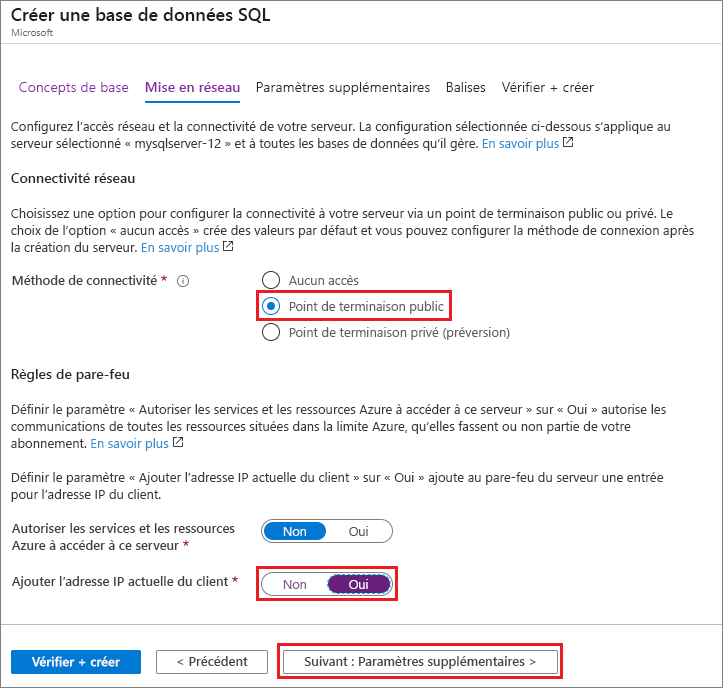 Créer une base de données SQL
Microsoft
Concepts de base Mise en réseau Paramètres supplémentaires Balises Vérifier + créer
Configurez l’accès réseau et la connectivité de votre serveur. La configuration sélectionnée ci-dessous s’applique au
serveur sélectionné « mysqlserver-12 » et à toutes les bases de données qu’il gère. En savoir plus
Connectivité réseau
Choisissez une option pour configurer la connectivité à votre serveur via un point de terminaison public ou privé. Le
choix de l’option « aucun accès » crée des valeurs par défaut et vous pouvez configurer la méthode de connexion après
la création du serveur. En savoir plus
Méthode de connectivité *
Aucun accès
Point de terminaison public
Point de terminaison privé (préversion)
Règles de pare-feu
Définir le paramètre « Autoriser les services et les ressources Azure à accéder à ce serveur » sur « Oui » autorise les
communications de toutes les ressources situées dans la limite Azure, qu’elles fassent ou non partie de votre
abonnement. En savoir plus
Définir le paramètre « Ajouter l’adresse IP actuelle du client » sur « Oui » ajoute au pare-feu du serveur une entrée
pour l’adresse IP du client.
Autoriser les services et les ressources
Azure à accéder à ce serveur *
Non Oui
Ajouter l’adresse IP actuelle du client * Non Oui
Vérifier + créer < Précédent Suivant : Paramètres supplémentaires >